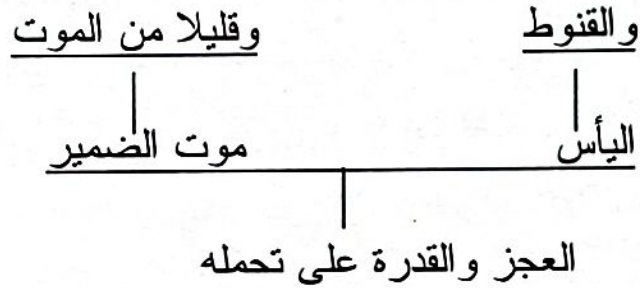 والقنوط وقليلا من الموت
اليأس موت الضمير
العجز والقدرة على تحمله